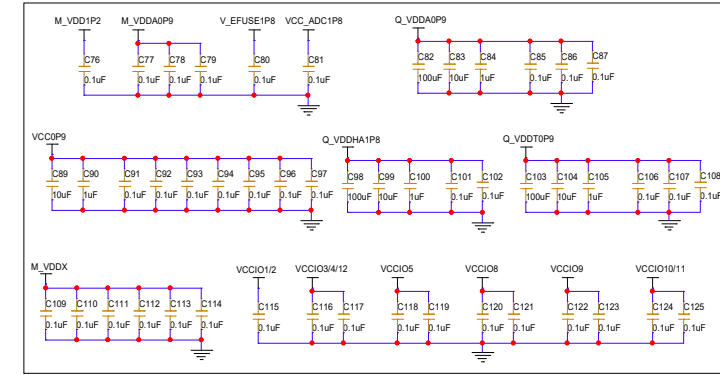 M_VDD1P2 M_VDDA0P9 V_EFUSE1P8 VCC_ADC1P8 Q_VDDA0P9
C76 C77 C78 C79 C80 C81 C82 C83 C84 C85 C86 C87
0.1uF 0.1uF 0.1uF 0.1uF 0.1uF 0.1uF 100uF 10uF 1uF 0.1uF 0.1uF 0.1uF
VCC0P9 Q_VDDHA1P8 Q_VDDT0P9
C89 C90 C91 C92 C93 C94 C95 C96 C97 C98 C99 C100 C101 C102 C103 C104 C105 C106 C107 C108
10uF 1uF 0.1uF 0.1uF 0.1uF 0.1uF 0.1uF 0.1uF 0.1uF 100uF 10uF 1uF 0.1uF 0.1uF 100uF 10uF 1uF 0.1uF 0.1uF 0.1uF
M_VDDX VCCIO1/2 VCCIO3/4/12 VCCIO5 VCCIO8 VCCIO9 VCCIO10/11
C109 C110 C111 C112 C113 C114 C115 C116 C117 C118 C119 C120 C121 C122 C123 C124 C125
0.1uF 0.1uF 0.1uF 0.1uF 0.1uF 0.1uF 0.1uF 0.1uF 0.1uF 0.1uF 0.1uF 0.1uF 0.1uF 0.1uF 0.1uF 0.1uF 0.1uF